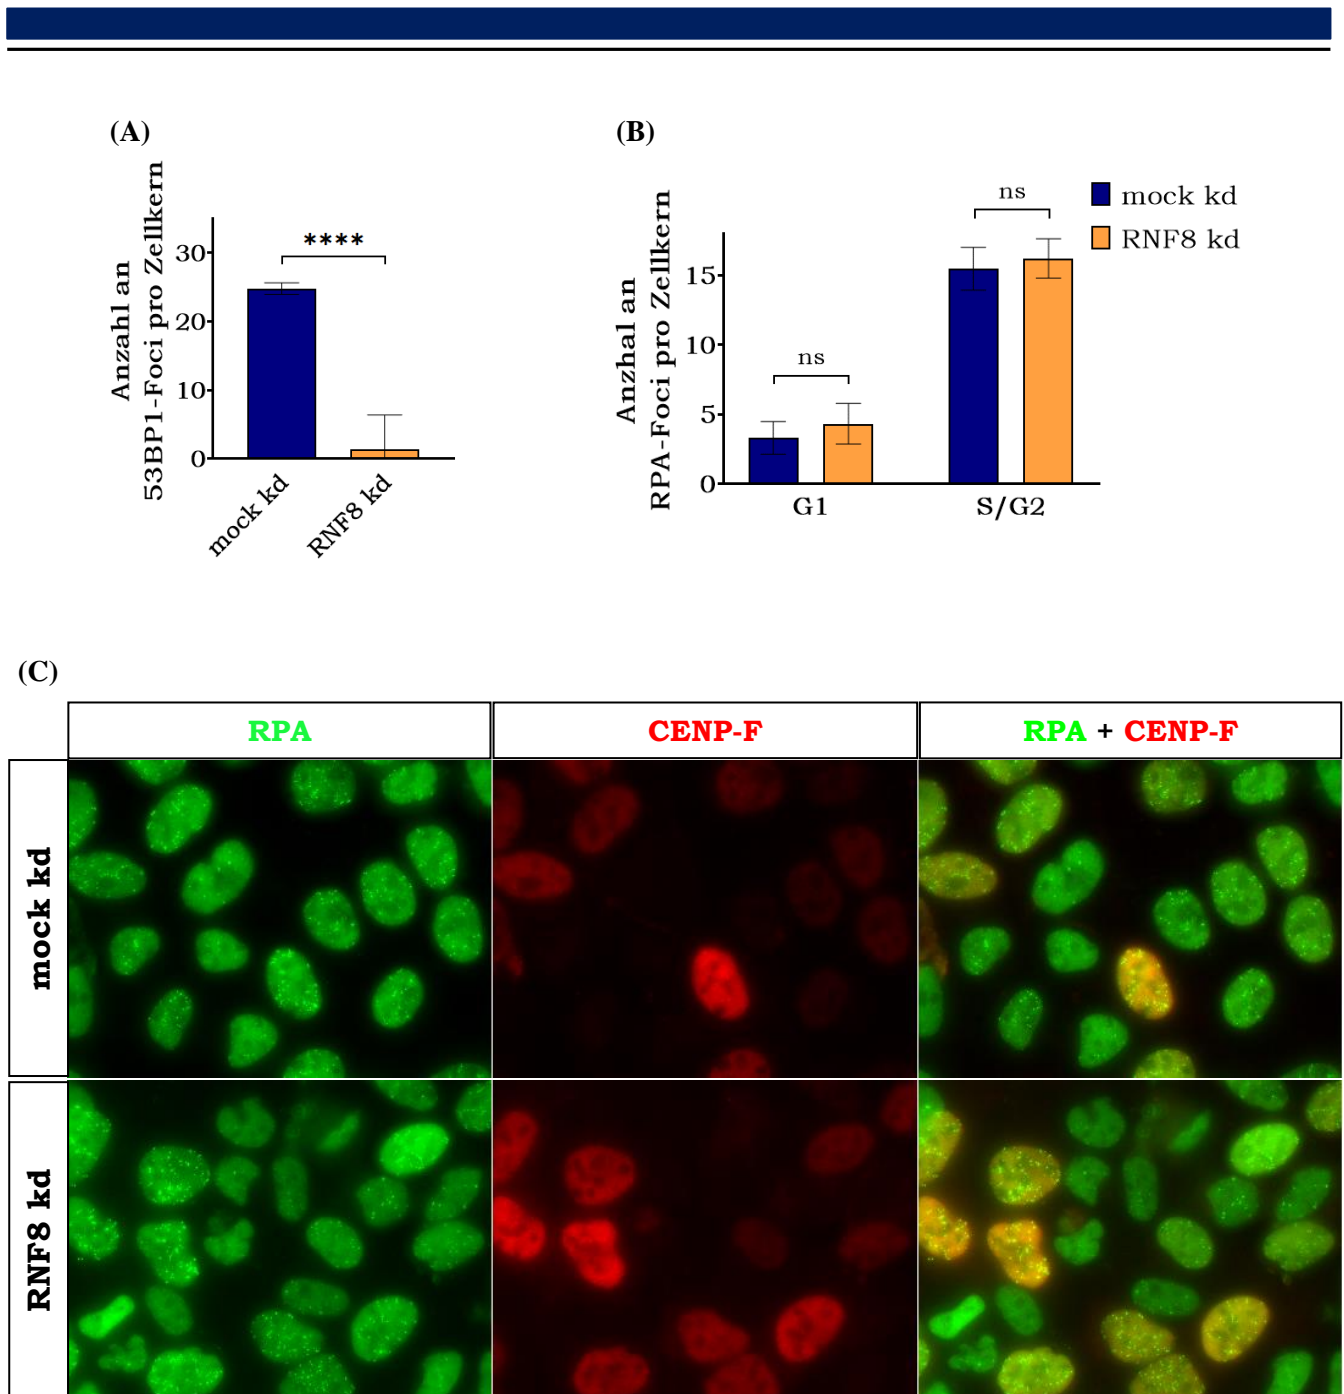 (A)
Anzahl an
53BP1-Foci pro Zellkern
30
20
10
0
****
mock kd
RNF8 kd
(B)
Anzhal an
RPA-Foci pro Zellkern
15
10
5
0
ns
ns
G1
S/G2
mock kd
RNF8 kd
(C)
RPA
CENP-F
RPA + CENP-F
mock kd
RNF8 kd